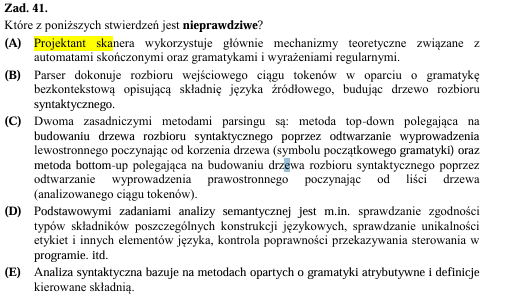 Zad. 41.
Które z poniższych stwierdzeń jest nieprawdziwe?
(A) Projektant skanera wykorzystuje głównie mechanizmy teoretyczne związane z
automatami skończonymi oraz gramatykami i wyrażeniami regularnymi.
(B) Parser dokonuje rozbioru wejściowego ciągu tokenów w oparciu o gramatykę
bezkontekstową opisującą składnię języka źródłowego, budując drzewo rozbioru
syntaktycznego.
(C) Dwoma zasadniczymi metodami parsingu są: metoda top-down polegająca na
budowaniu drzewa rozbioru syntaktycznego poprzez odtwarzanie wyprowadzenia
lewostronnego poczynając od korzenia drzewa (symbolu początkowego gramatyki) oraz
metoda bottom-up polegająca na budowaniu drzewa rozbioru syntaktycznego poprzez
odtwarzanie wyprowadzenia prawostronnego poczynając od liści drzewa
(analizowanego ciągu tokenów).
(D) Podstawowymi zadaniami analizy semantycznej jest m.in. sprawdzanie zgodności
typów składników poszczególnych konstrukcji językowych, sprawdzanie unikalności
etykiet i innych elementów języka, kontrola poprawności przekazywania sterowania w
programie. itd.
(E) Analiza syntaktyczna bazuje na metodach opartych o gramatyki atrybutywne i definicje
kierowane składnią.